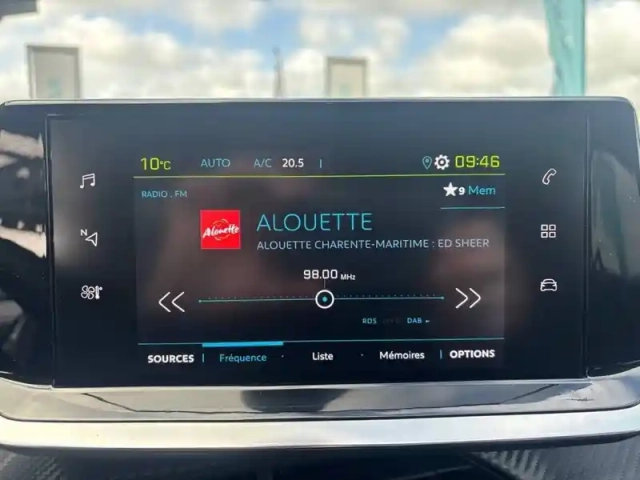 10°C AUTO A/C 20.5 09:46
RADIO . FM
9 Mem
Alouette
ALOUETTE
ALOUETTE CHARENTE-MARITIME : ED SHEER
N
98.00 MHz
RDS DAB
SOURCES Fréquence Liste Mémoires OPTIONS